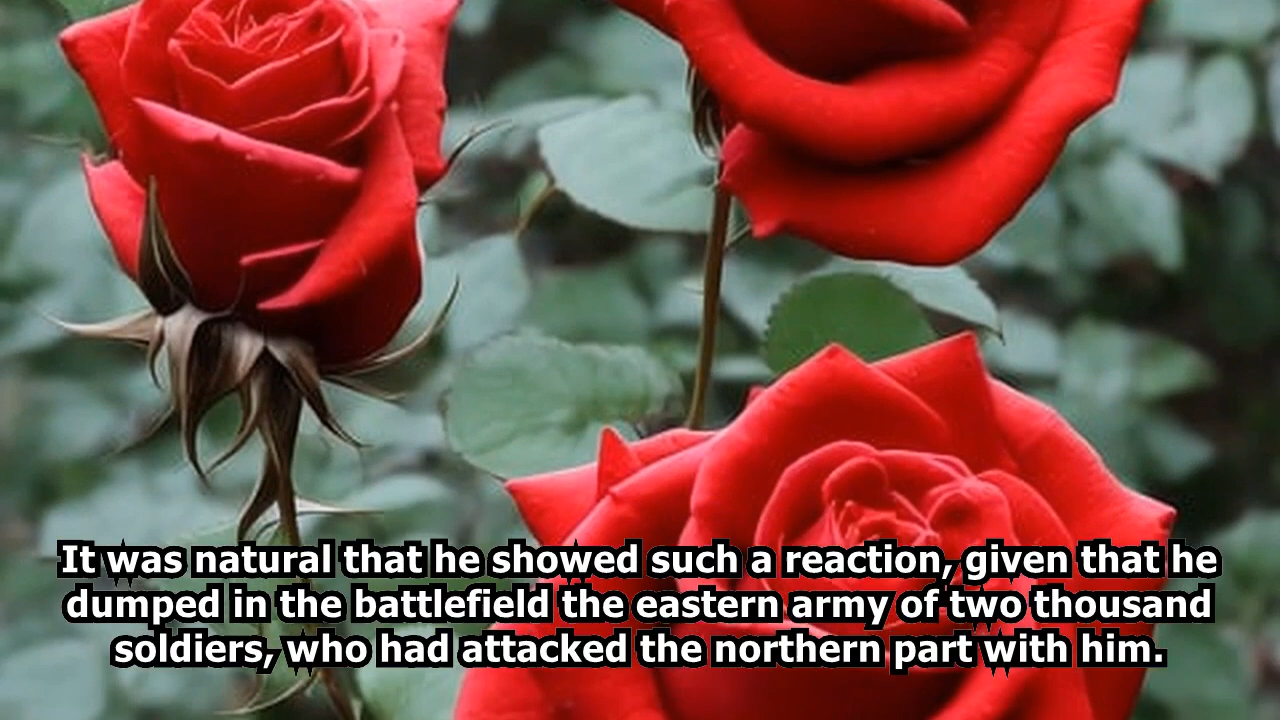 It was natural that he showed such a reaction, given that he
dumped in the battlefield the eastern army of two thousand
soldiers, who had attacked the northern part with him.